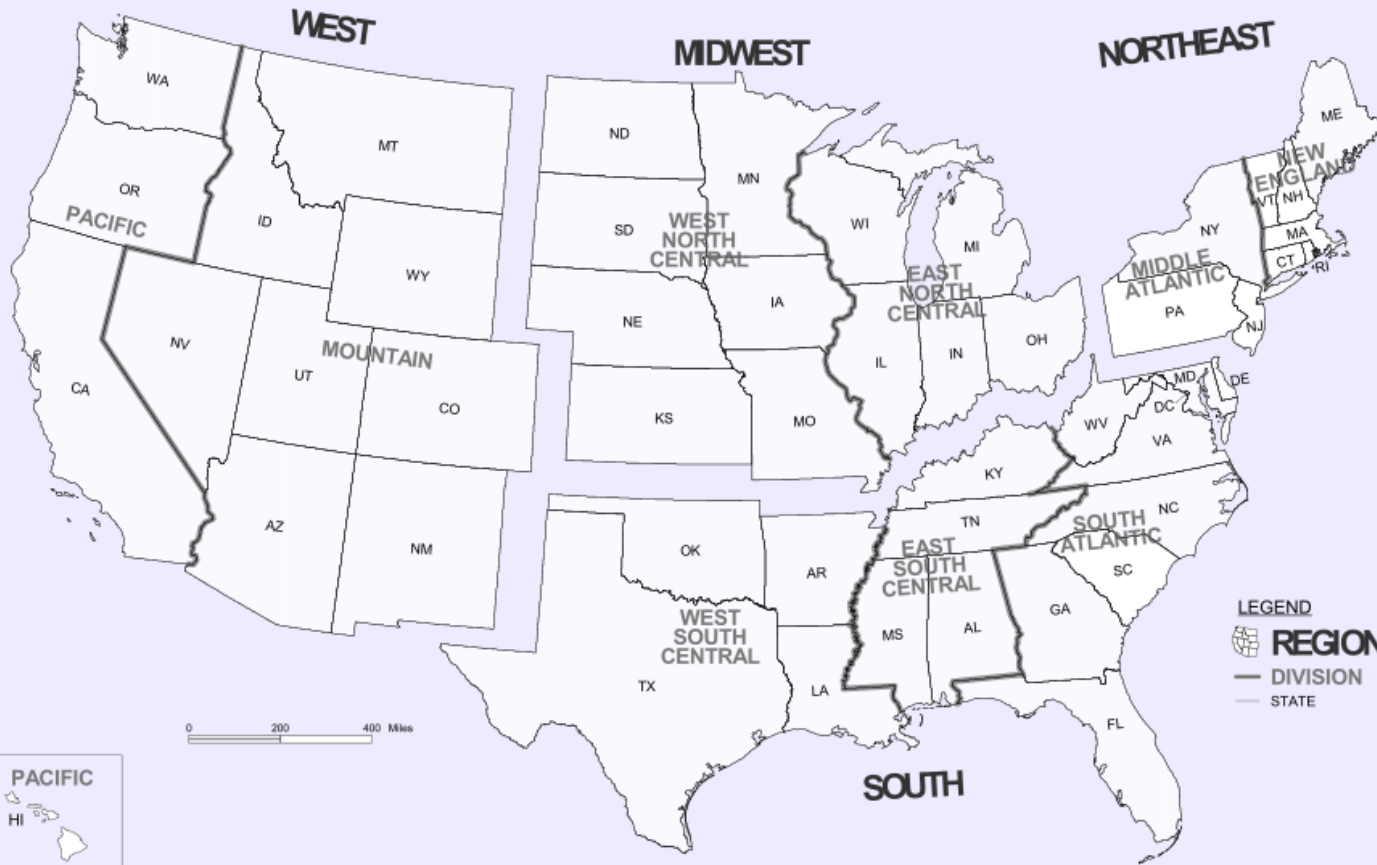 WEST
MIDWEST
NORTHEAST
WA
MT
OR
ID
PACIFIC
WY
NV
MOUNTAIN
UT
CA
CO
AZ
NM
ND
MN
SD
WEST
NORTH
CENTRAL
IA
NE
KS
MO
WI
MI
EAST
NORTH
CENTRAL
IL
IN
OH
ME
NEW
ENGLAND
VT
NH
NY
MA
CT
RI
MIDDLE
ATLANTIC
PA
NJ
MD
DE
DC
WV
VA
KY
NC
TN
SOUTH
ATLANTIC
EAST
SOUTH
CENTRAL
SC
GA
MS
AL
FL
OK
AR
WEST
SOUTH
CENTRAL
TX
LA
SOUTH
LEGEND
REGION
DIVISION
STATE
0 200 400 Miles
PACIFIC
HI